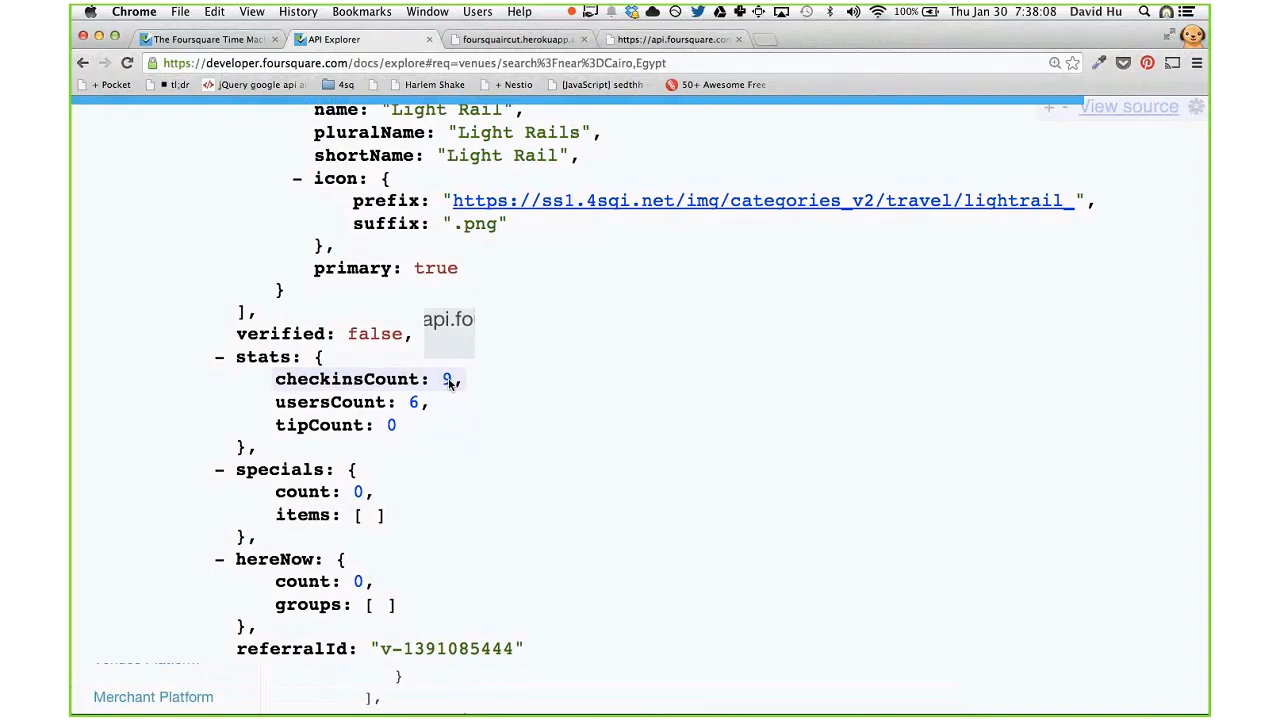 Chrome File Edit View History Bookmarks Window Users Help 100% Thu Jan 30 7:38:08 David Hu
The Foursquare Time Mac API Explorer foursquaircut.herokuapp. https://api.foursquare.co
https://developer.foursquare.com/docs/explore#req=venues/search%3Fnear%3DCairo,Egypt
+ Pocket ■ tl;dr jQuery google api a 4sq Harlem Shake + Nestio [JavaScript] sedthh 50+ Awesome Free
name: "Light Rail",
+ - View source
pluralName: "Light Rails",
shortName: "Light Rail",
- icon: {
prefix: "https://ss1.4sqi.net/img/categories_v2/travel/lightrail_",
suffix: ".png"
},
primary: true
}
],
api.fo
verified: false,
- stats: {
checkinsCount: 9,
usersCount: 6,
tipCount: 0
},
- specials: {
count: 0,
items: [ ]
},
- hereNow: {
count: 0,
groups: [ ]
},
referralId: "v-1391085444"
}
Merchant Platform
],